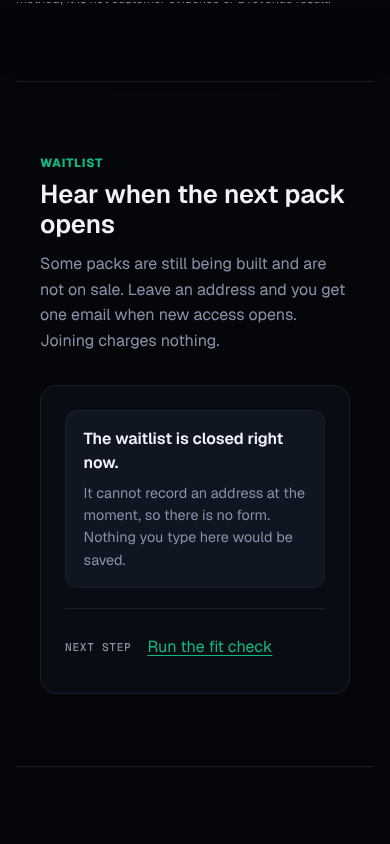 WAITLIST
Hear when the next pack
opens
Some packs are still being built and are
not on sale. Leave an address and you get
one email when new access opens.
Joining charges nothing.
The waitlist is closed right
now.
It cannot record an address at the
moment, so there is no form.
Nothing you type here would be
saved.
NEXT STEP Run the fit check